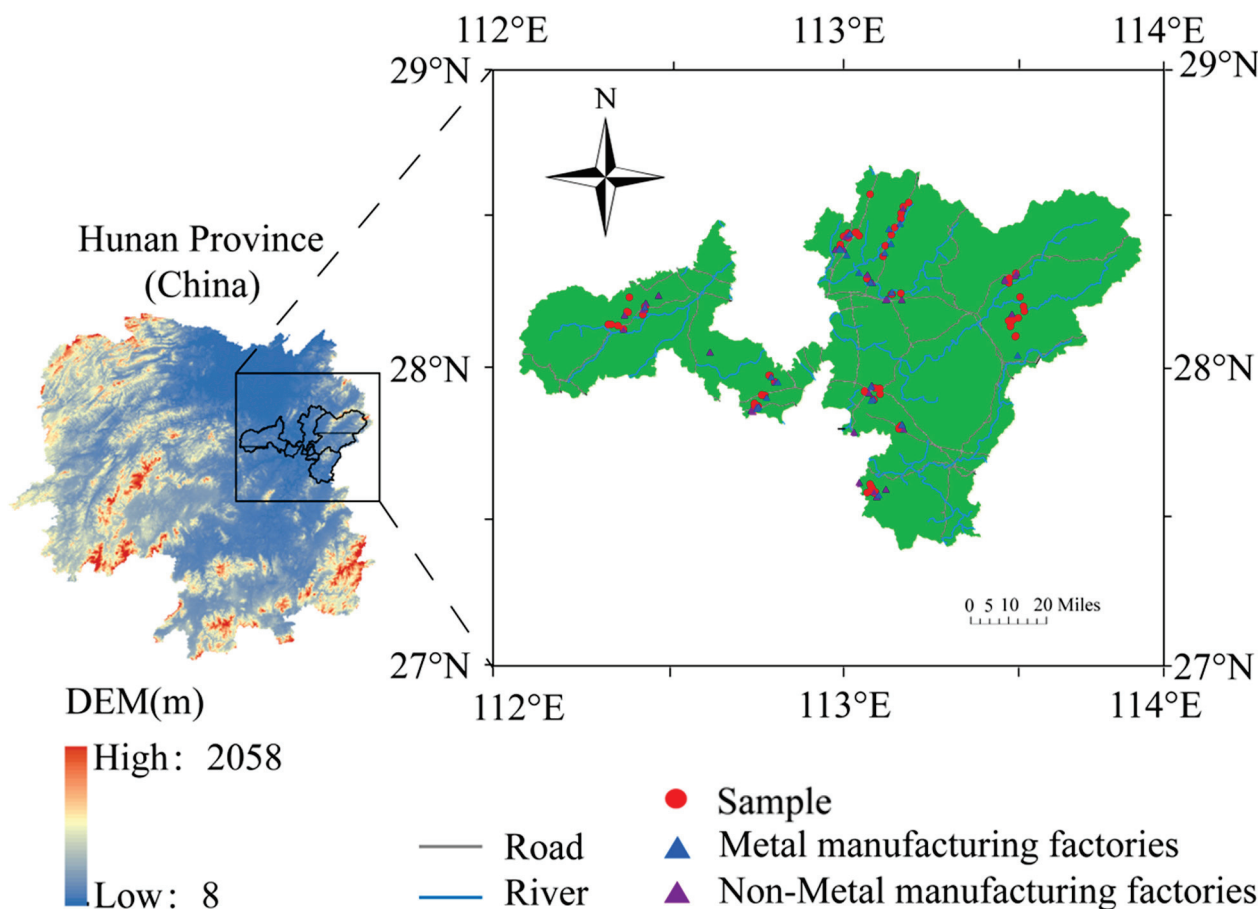 112°E 113°E 114°E
29°N 29°N
N
Hunan Province
(China)
28°N 28°N
0 5 10 20 Miles
27°N 27°N
112°E 113°E 114°E
DEM(m)
High: 2058
Low: 8
Sample
Road
Metal manufacturing factories
River
Non-Metal manufacturing factories